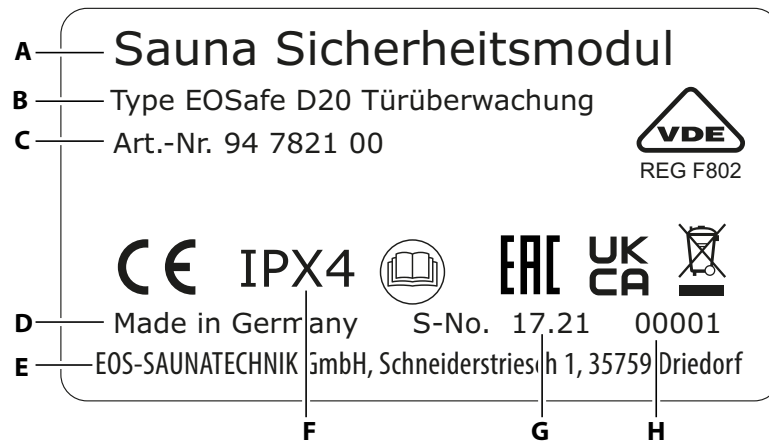 A Sauna Sicherheitsmodul
B Type EOSafe D20 Türüberwachung
C Art.-Nr. 94 7821 00
VDE
REG F802
CE IPX4 EAC UK CA
D Made in Germany S-No. 17.21 00001
E EOS-SAUNATECHNIK GmbH, Schneiderstriesch 1, 35759 Driedorf
F G H